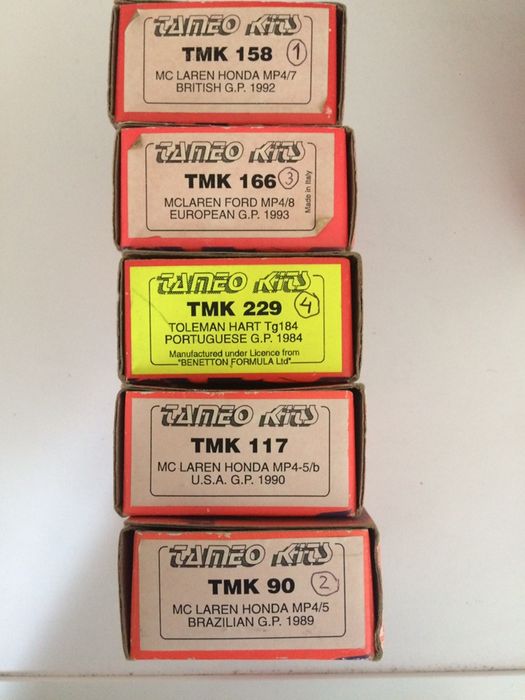 TAMEO KITS
TMK 158 1
MC LAREN HONDA MP4/7
BRITISH G.P. 1992
TAMEO KITS
TMK 166 3
MCLAREN FORD MP4/8
EUROPEAN G.P. 1993
Made in Italy
TAMEO KITS
TMK 229 4
TOLEMAN HART Tg184
PORTUGUESE G.P. 1984
Manufactured under Licence from
"BENETTON FORMULA Ltd"
TAMEO KITS
TMK 117
MC LAREN HONDA MP4-5/b
U.S.A. G.P. 1990
TAMEO KITS
TMK 90 2
MC LAREN HONDA MP4/5
BRAZILIAN G.P. 1989